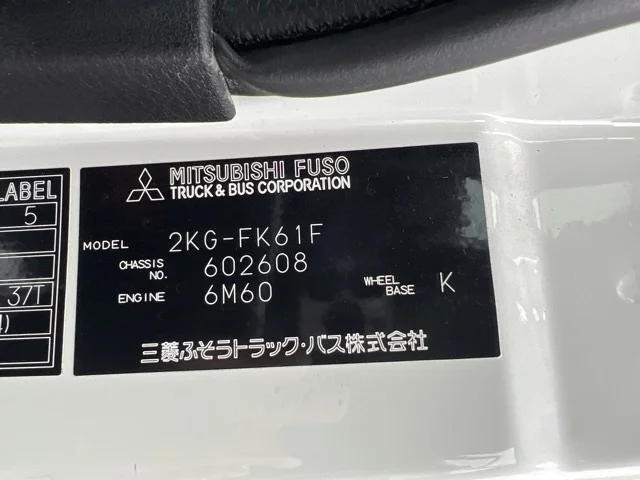 LABEL
5
37T
MITSUBISHI FUSO
TRUCK & BUS CORPORATION
MODEL 2KG-FK61F
CHASSIS NO. 602608
ENGINE 6M60 WHEEL BASE K
三菱ふそうトラック・バス株式会社